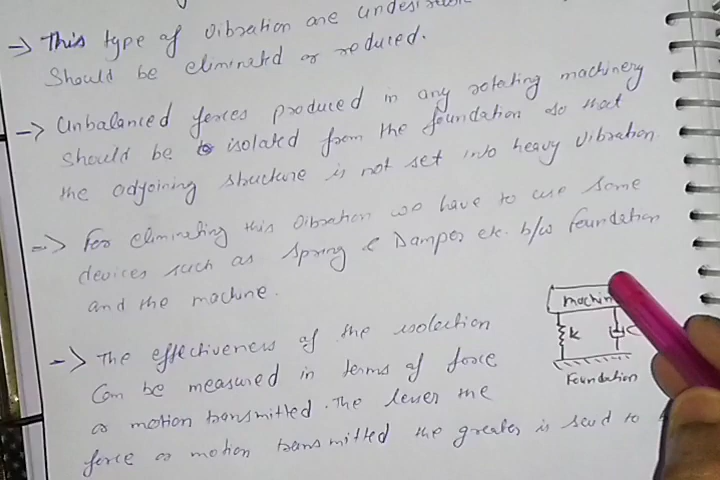 -> This type of vibration are undesirable
should be eliminated or reduced.
-> Unbalanced forces produced in any rotating machinery
should be isolated from the foundation so that
the adjoining structure is not set into heavy vibration.
-> For eliminating this vibration we have to use some
devices such as spring & Damper etc. b/w foundation
and the machine.
-> The effectiveness of the isolation
Can be measured in terms of force
or motion transmitted. The lesser the
force or motion transmitted the greater is said to
machin
k
C
Foundation